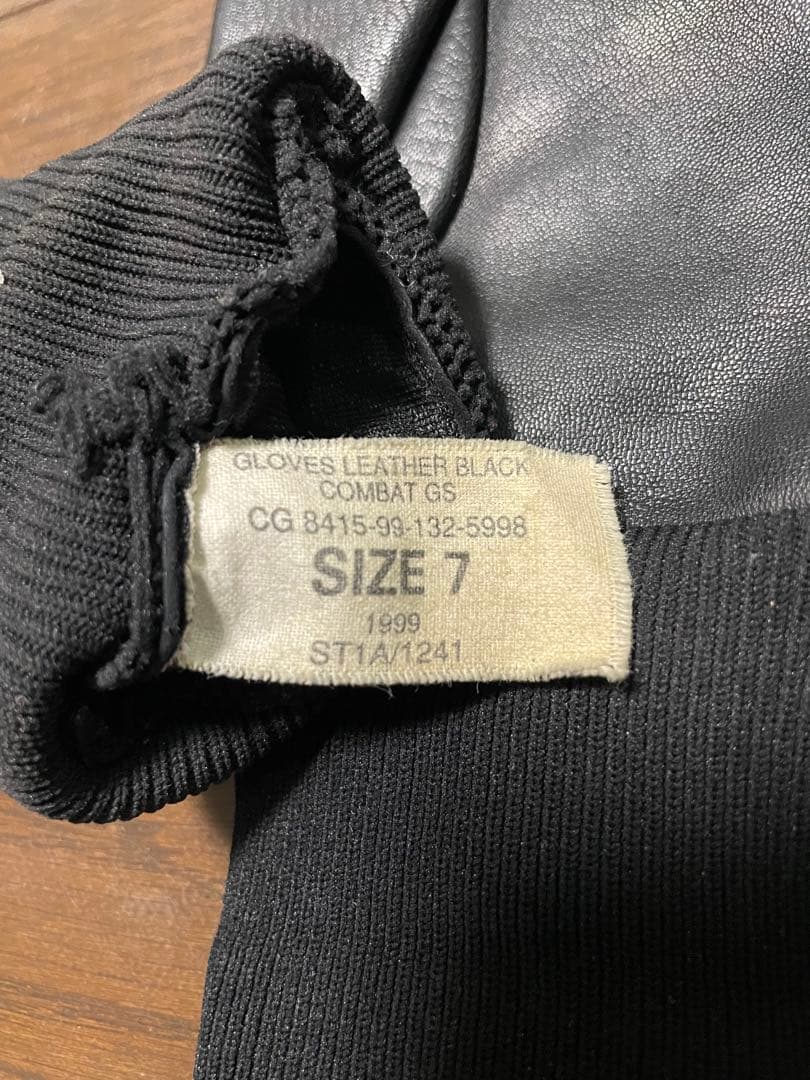 GLOVES LEATHER BLACK
COMBAT GS
CG 8415-99-132-5998
SIZE 7
1999
ST1A/1241